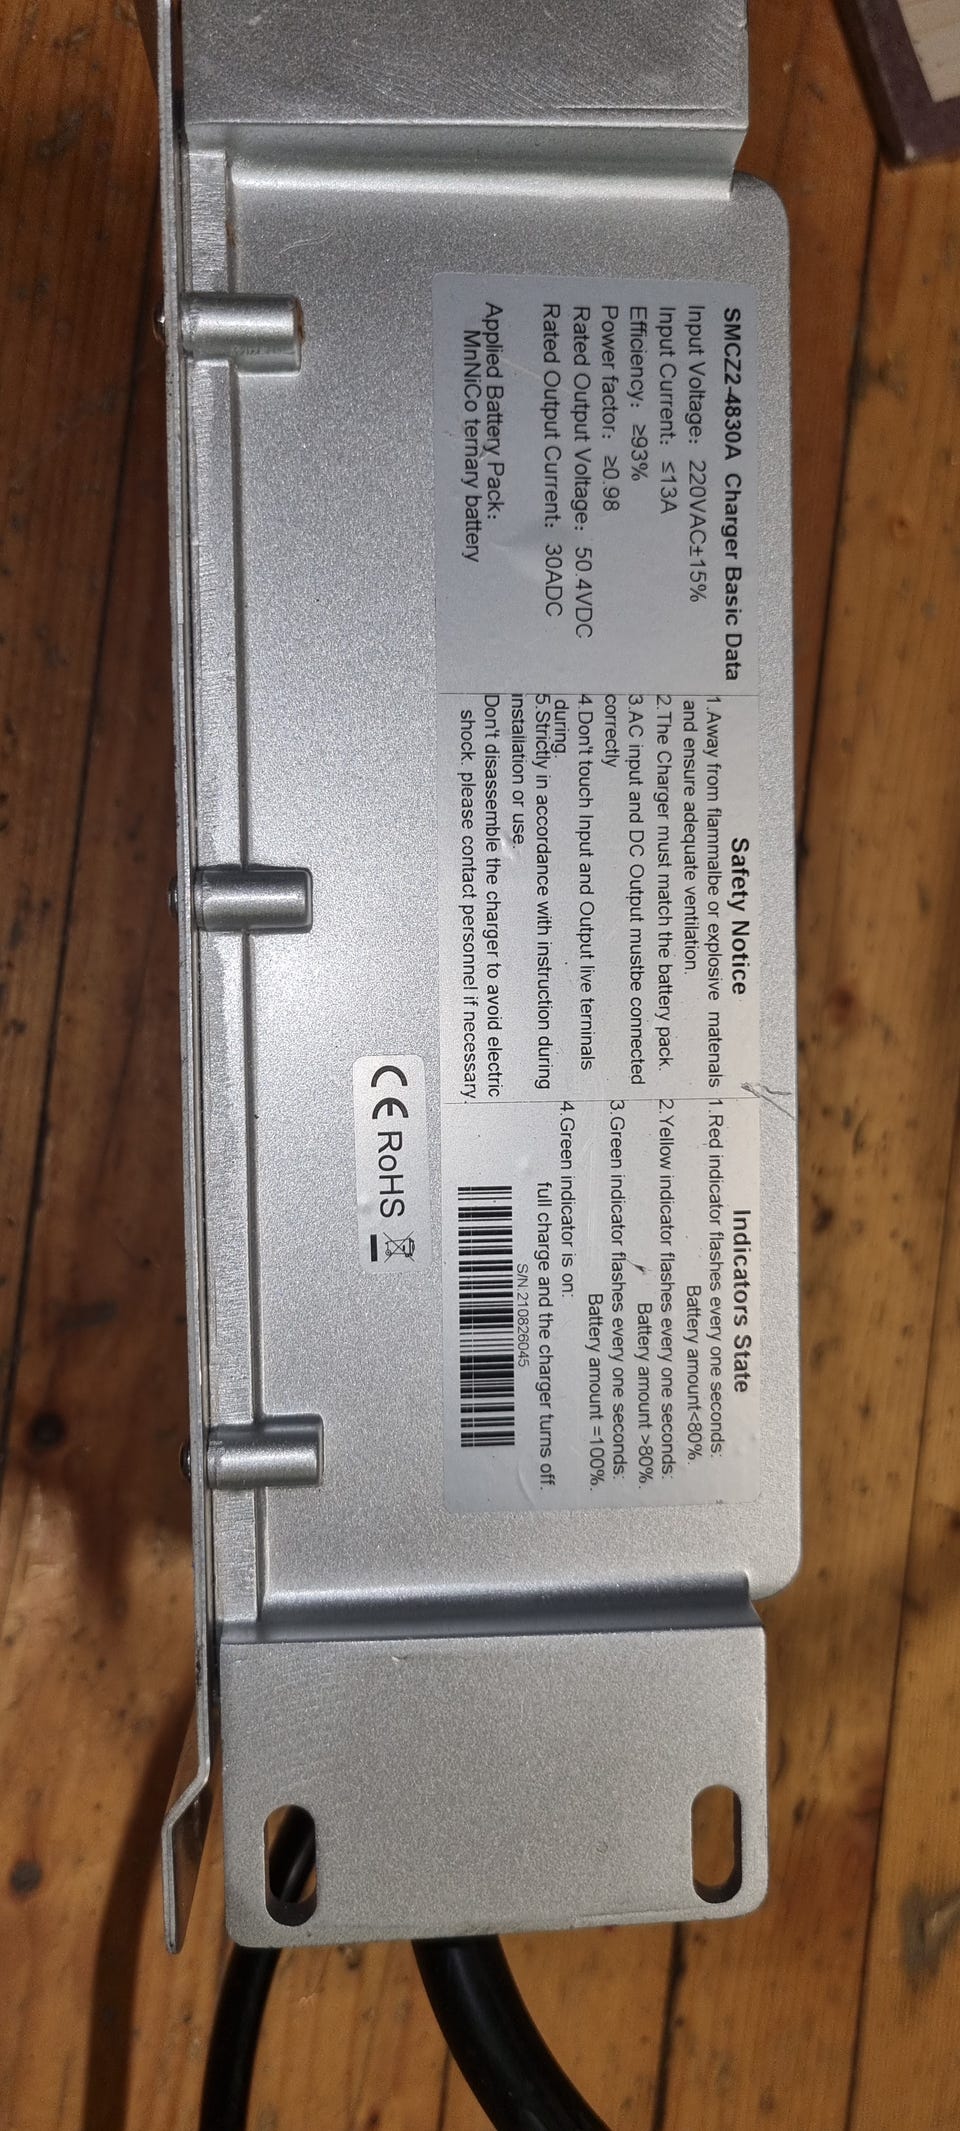 SMCZ2-4830A Charger Basic Data
Input Voltage: 220VAC±15%
Input Current: ≤13A
Efficiency: ≥93%
Power factor: ≥0.98
Rated Output Voltage: 50.4VDC
Rated Output Current: 30ADC
Applied Battery Pack:
MnNiCo ternary battery
Safety Notice
1.Away from flammalbe or explosive matenals
and ensure adequate ventilation.
2.The Charger must match the battery pack.
3.AC input and DC Output mustbe connected
correctly
4.Don't touch Input and Output live terninals
during.
5.Strictly in accordance with instruction during
installation or use.
Don't disassemble the charger to avoid electric
shock. please contact personnel if necessary.
Indicators State
1.Red indicator flashes every one seconds:
Battery amount<80%.
2.Yellow indicator flashes every one seconds:
Battery amount >80%.
3.Green indicator flashes every one seconds:
Battery amount =100%.
4.Green indicator is on:
full charge and the charger turns off.
S/N.210826045
CE RoHS